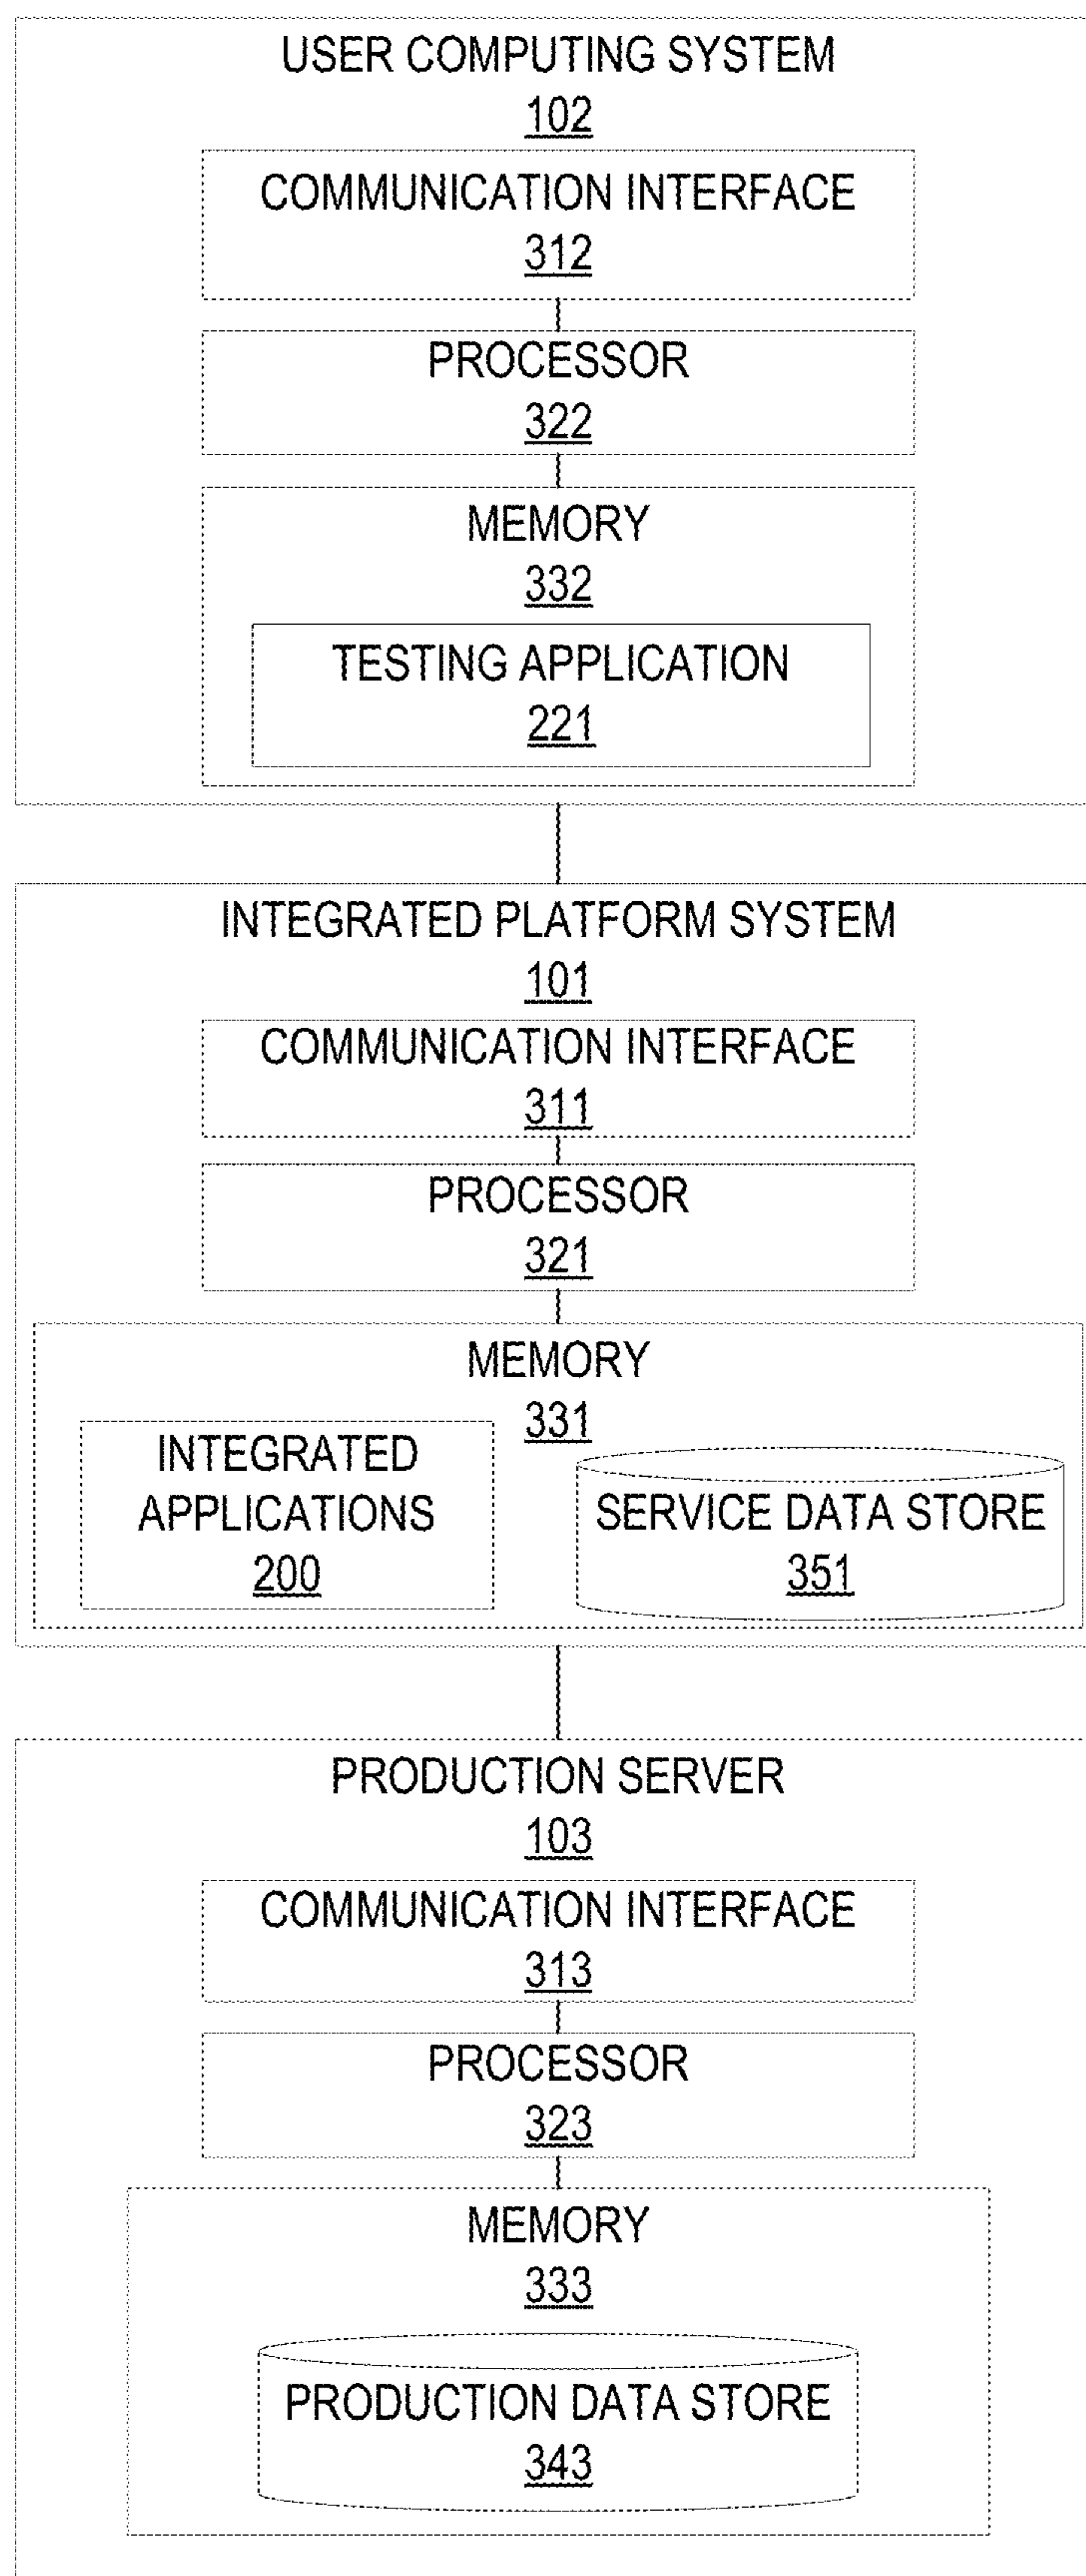 USER COMPUTING SYSTEM
102
COMMUNICATION INTERFACE
312
PROCESSOR
322
MEMORY
332
TESTING APPLICATION
221
INTEGRATED PLATFORM SYSTEM
101
COMMUNICATION INTERFACE
311
PROCESSOR
321
MEMORY
331
INTEGRATED
APPLICATIONS
200
SERVICE DATA STORE
351
PRODUCTION SERVER
103
COMMUNICATION INTERFACE
313
PROCESSOR
323
MEMORY
333
PRODUCTION DATA STORE
343